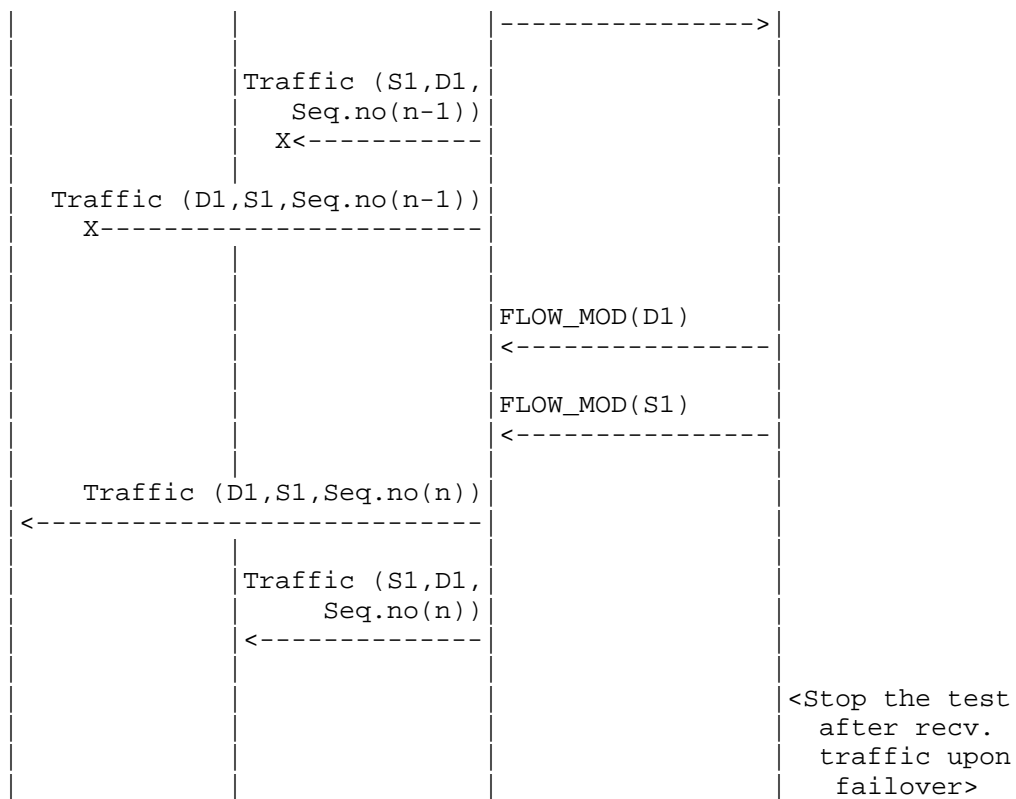 Traffic (S1,D1,
Seq.no(n-1))
X<-----------
Traffic (D1,S1,Seq.no(n-1))
X------------------------
FLOW_MOD(D1)
<----------------
FLOW_MOD(S1)
<----------------
Traffic (D1,S1,Seq.no(n))
<----------------------------
Traffic (S1,D1,
Seq.no(n))
<--------------
<Stop the test
after recv.
traffic upon
failover>